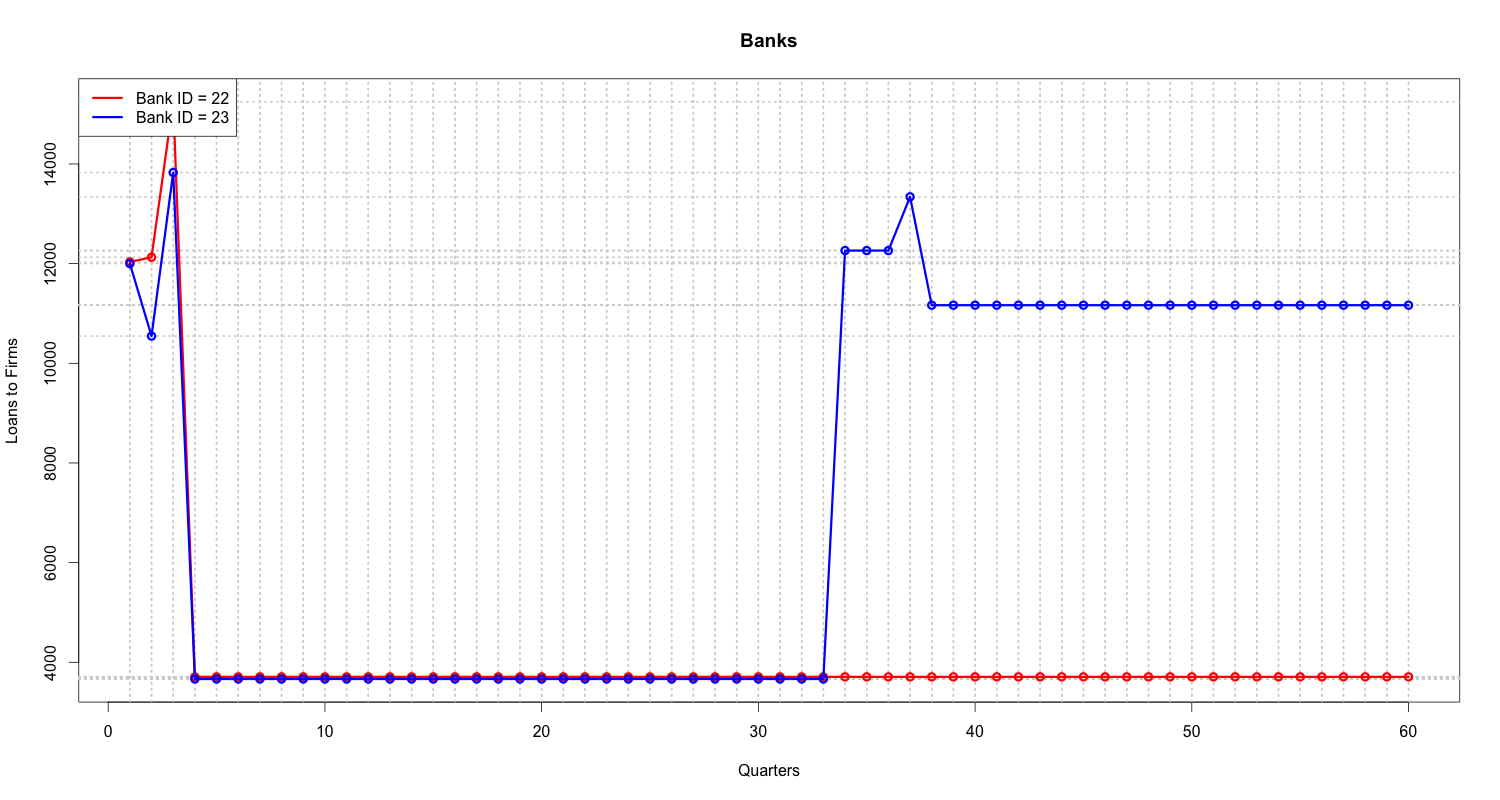 Banks
Bank ID = 22
Bank ID = 23
Loans to Firms
14000
12000
10000
8000
6000
4000
0 10 20 30 40 50 60
Quarters